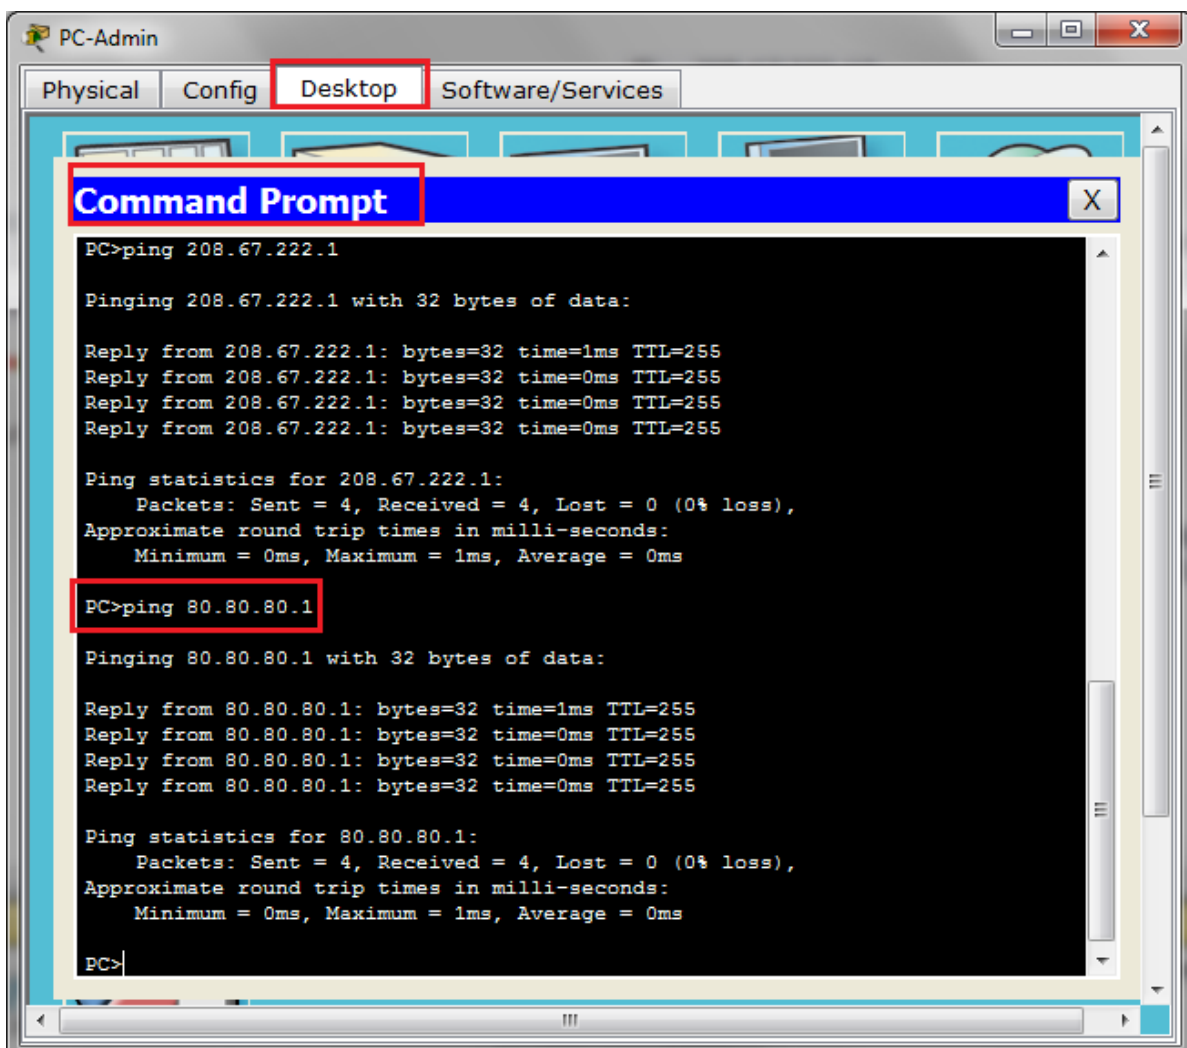 PC-Admin
Physical Config Desktop Software/Services
Command Prompt X
PC>ping 208.67.222.1
Pinging 208.67.222.1 with 32 bytes of data:
Reply from 208.67.222.1: bytes=32 time=1ms TTL=255
Reply from 208.67.222.1: bytes=32 time=0ms TTL=255
Reply from 208.67.222.1: bytes=32 time=0ms TTL=255
Reply from 208.67.222.1: bytes=32 time=0ms TTL=255
Ping statistics for 208.67.222.1:
Packets: Sent = 4, Received = 4, Lost = 0 (0% loss),
Approximate round trip times in milli-seconds:
Minimum = 0ms, Maximum = 1ms, Average = 0ms
PC>ping 80.80.80.1
Pinging 80.80.80.1 with 32 bytes of data:
Reply from 80.80.80.1: bytes=32 time=1ms TTL=255
Reply from 80.80.80.1: bytes=32 time=0ms TTL=255
Reply from 80.80.80.1: bytes=32 time=0ms TTL=255
Reply from 80.80.80.1: bytes=32 time=0ms TTL=255
Ping statistics for 80.80.80.1:
Packets: Sent = 4, Received = 4, Lost = 0 (0% loss),
Approximate round trip times in milli-seconds:
Minimum = 0ms, Maximum = 1ms, Average = 0ms
PC>